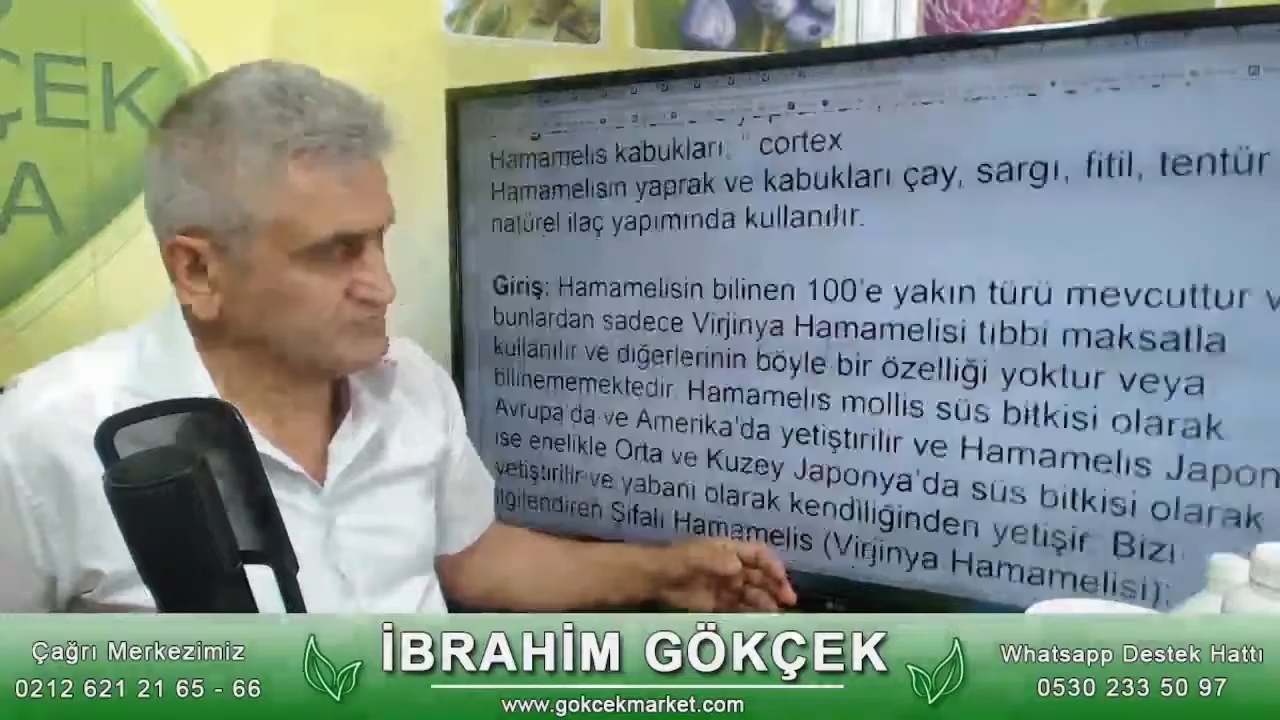 ÇEK
A
Hamamelis kabukları, " cortex
Hamamelisin yaprak ve kabukları çay, sargı, fitil, tentür
natürel ilaç yapımında kullanılır.
Giriş: Hamamelisin bilinen 100'e yakın türü mevcuttur v
bunlardan sadece Virjinya Hamamelisi tıbbi maksatla
kullanılır ve diğerlerinin böyle bir özelliği yoktur veya
bilinememektedir. Hamamelis mollis süs bitkisi olarak
Avrupa'da ve Amerika'da yetiştirilir ve Hamamelis Japon
ise enelikle Orta ve Kuzey Japonya'da süs bitkisi olarak
yetiştirilir ve yabani olarak kendiliğinden yetişir. Bizi
ilgilendiren Şifalı Hamamelis (Virjinya Hamamelisi);
Çağrı Merkezimiz
0212 621 21 65 - 66
İBRAHİM GÖKÇEK
www.gokcekmarket.com
Whatsapp Destek Hattı
0530 233 50 97